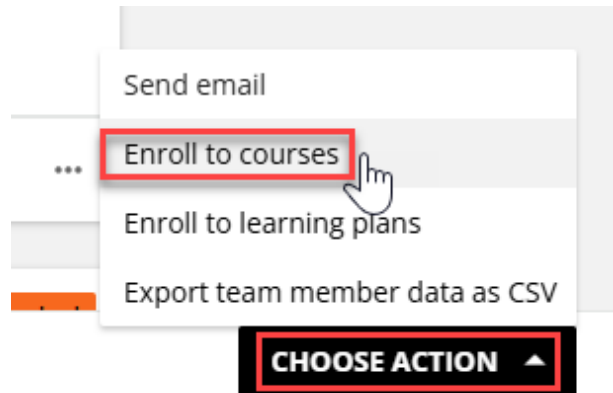 Send email
Enroll to courses
Enroll to learning plans
Export team member data as CSV
CHOOSE ACTION